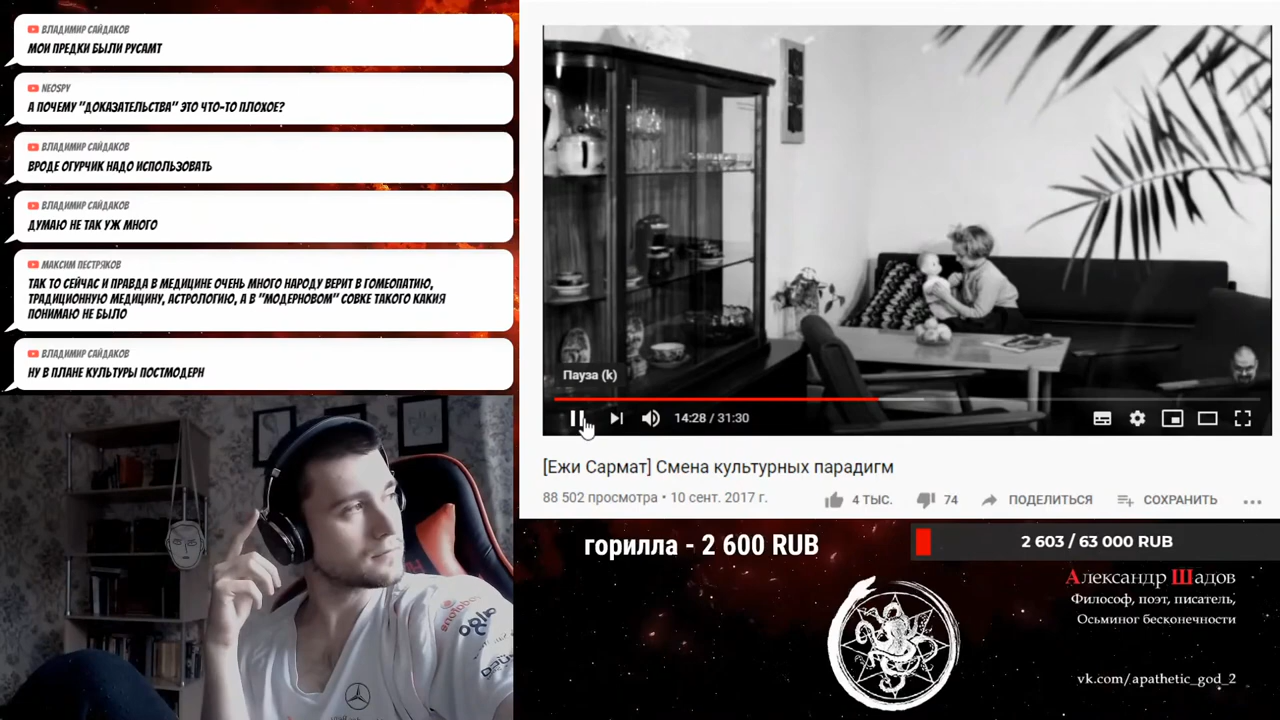 ВЛАДИМИР САЙДАКОВ
МОИ ПРЕДКИ БЫЛИ РУСАМТ
NEOSPY
А ПОЧЕМУ "ДОКАЗАТЕЛЬСТВА" ЭТО ЧТО-ТО ПЛОХОЕ?
ВЛАДИМИР САЙДАКОВ
ВРОДЕ ОГУРЧИК НАДО ИСПОЛЬЗОВАТЬ
ВЛАДИМИР САЙДАКОВ
ДУМАЮ НЕ ТАК УЖ МНОГО
МАКСИМ ПЕСТРЯКОВ
ТАК ТО СЕЙЧАС И ПРАВДА В МЕДИЦИНЕ ОЧЕНЬ МНОГО НАРОДУ ВЕРИТ В ГОМЕОПАТИЮ,
ТРАДИЦИОННУЮ МЕДИЦИНУ, АСТРОЛОГИЮ, А В "МОДЕРНОВОМ" СОВКЕ ТАКОГО КАКИЯ
ПОНИМАЮ НЕ БЫЛО
ВЛАДИМИР САЙДАКОВ
НУ В ПЛАНЕ КУЛЬТУРЫ ПОСТМОДЕРН
Пауза (k)
14:28 / 31:30
[Ежи Сармат] Смена культурных парадигм
88 502 просмотра • 10 сент. 2017 г.
4 ТЫС.
74
ПОДЕЛИТЬСЯ
СОХРАНИТЬ
горилла - 2 600 RUB
2 603 / 63 000 RUB
Александр Шадов
Философ, поэт, писатель,
Осьминог бесконечности
vk.com/apathetic_god_2
vodafone